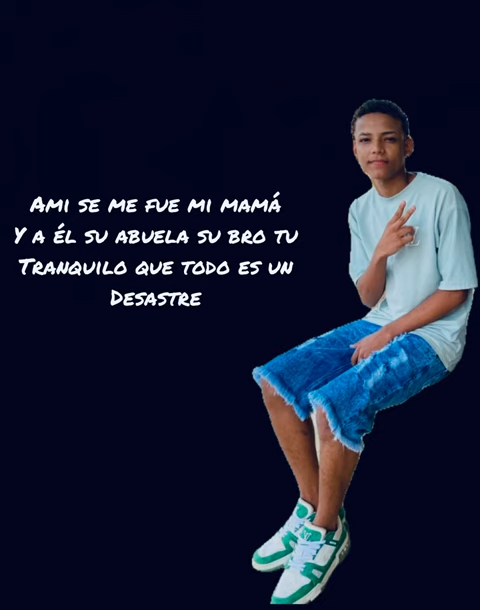 Ami se me fue mi mamá
Y a él su abuela su bro tu
Tranquilo que todo es un
Desastre